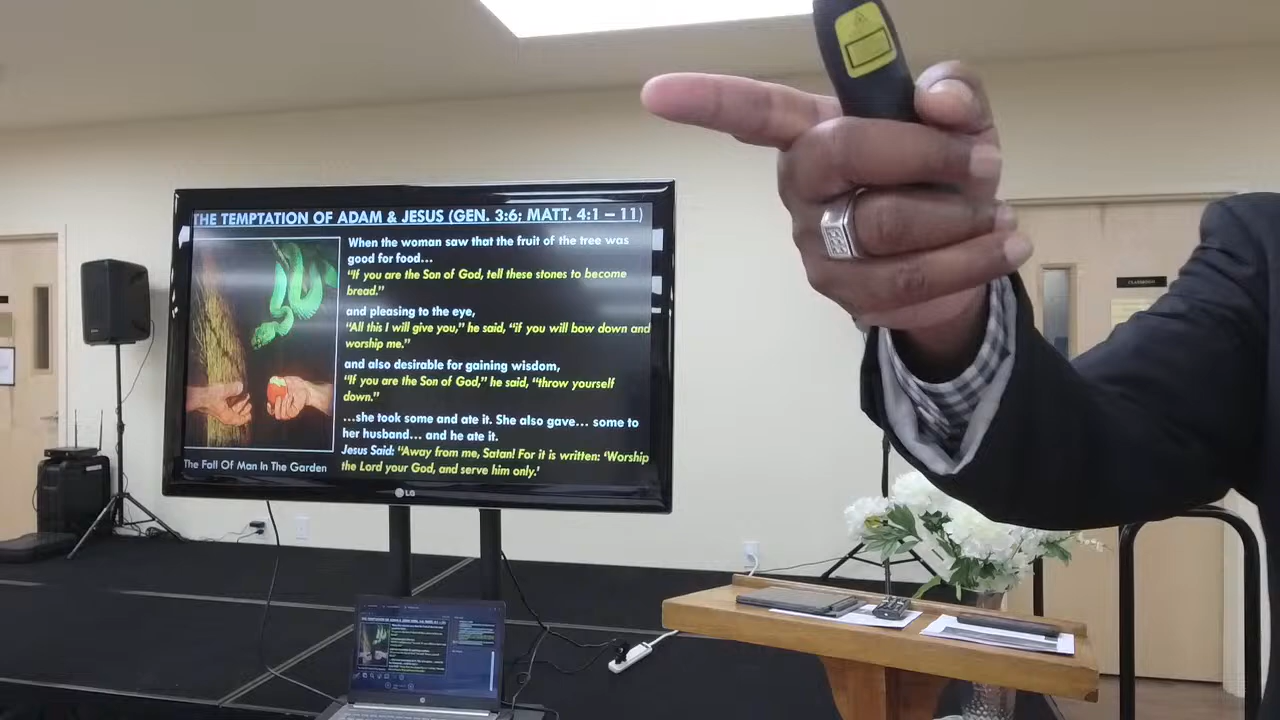 THE TEMPTATION OF ADAM & JESUS (GEN. 3:6; MATT. 4:1 – 11)
When the woman saw that the fruit of the tree was
good for food…
“If you are the Son of God, tell these stones to become
bread.”
and pleasing to the eye,
“All this I will give you,” he said, “if you will bow down and
worship me.”
and also desirable for gaining wisdom,
“If you are the Son of God,” he said, “throw yourself
down.”
…she took some and ate it. She also gave… some to
her husband… and he ate it.
Jesus Said: “Away from me, Satan! For it is written: ‘Worship
the Lord your God, and serve him only.’
The Fall Of Man In The Garden
LG
CLASSROOM